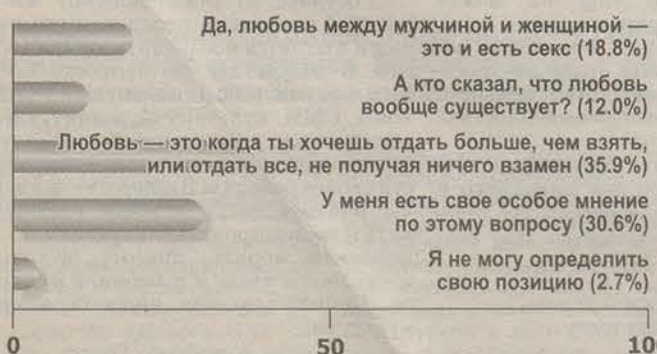 Да, любовь между мужчиной и женщиной —
это и есть секс (18.8%)
А кто сказал, что любовь
вообще существует? (12.0%)
Любовь — это когда ты хочешь отдать больше, чем взять,
или отдать все, не получая ничего взамен (35.9%)
У меня есть свое особое мнение
по этому вопросу (30.6%)
Я не могу определить
свою позицию (2.7%)
0 50 10